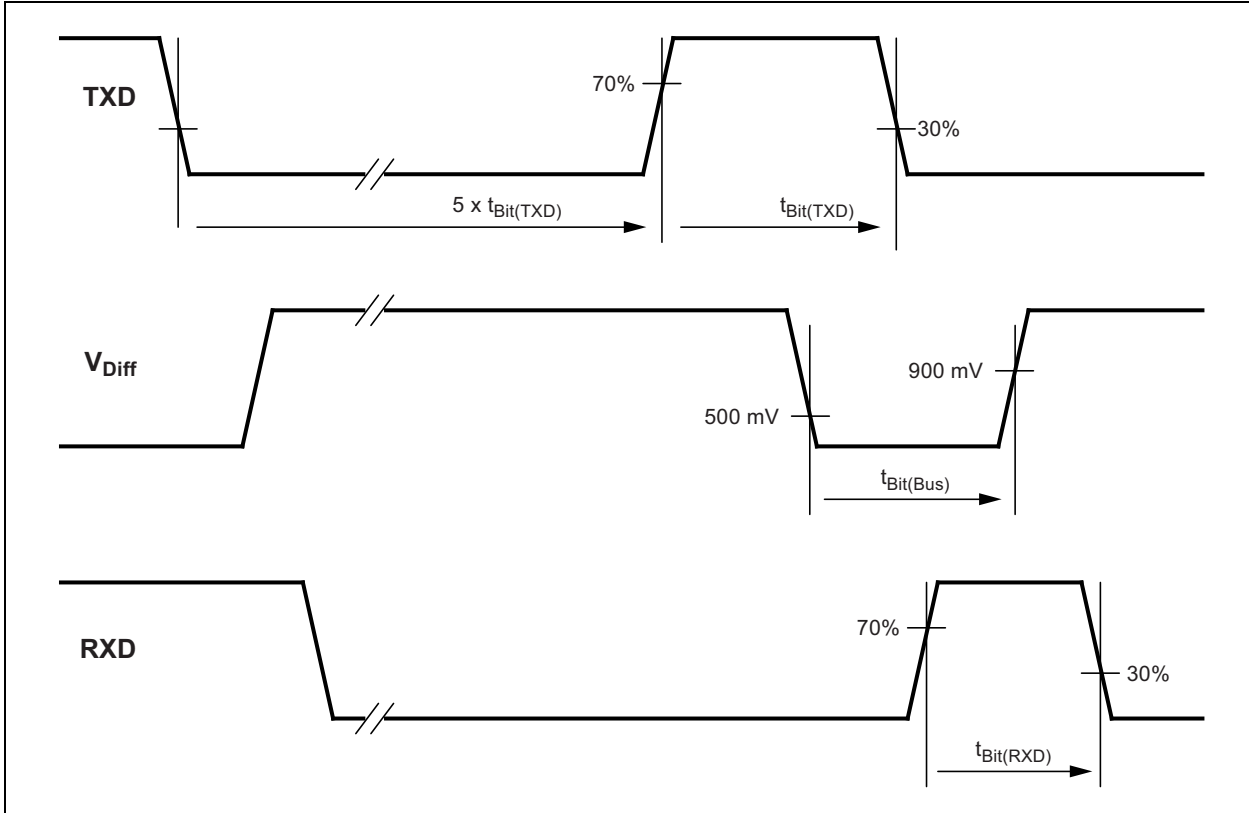 TXD
70%
30%
5 x tBit(TXD)
tBit(TXD)
VDiff
900 mV
500 mV
tBit(Bus)
RXD
70%
30%
tBit(RXD)